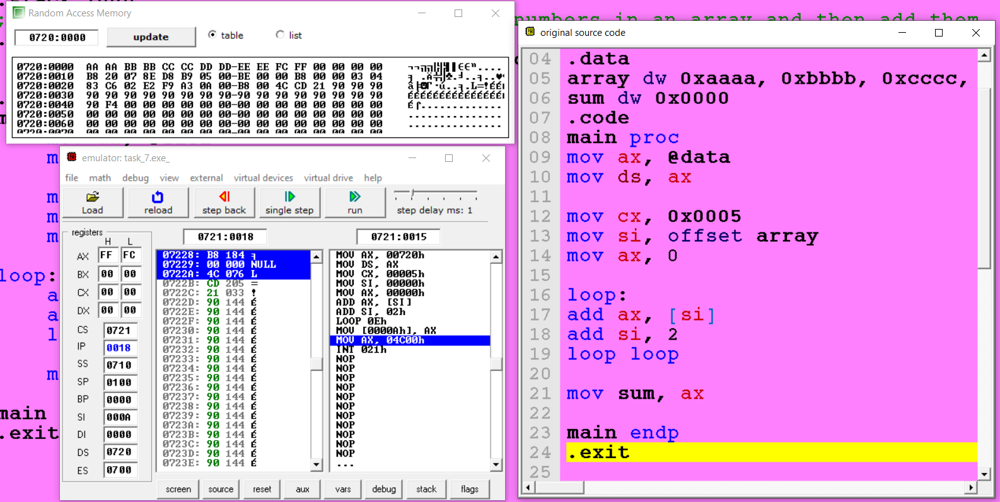 numbers in an array and then add them
Random Access Memory
0720:0000 update table list
0720:0000 AA AA BB BB CC CC DD DD-EE EE FC FF 00 00 00 00
0720:0010 B8 20 07 8E D8 B9 05 00-BE 00 00 B8 00 00 03 04
0720:0020 83 C6 02 E2 F9 A3 0A 00-B8 00 4C CD 21 90 90 90
0720:0030 90 90 90 90 90 90 90 90-90 90 90 90 90 90 90 90
0720:0040 90 F4 00 00 00 00 00 00-00 00 00 00 00 00 00 00
0720:0050 00 00 00 00 00 00 00 00-00 00 00 00 00 00 00 00
0720:0060 00 00 00 00 00 00 00 00-00 00 00 00 00 00 00 00
emulator: task_7.exe_
file math debug view external virtual devices virtual drive help
Load reload step back single step run step delay ms: 1
registers
H L
AX FF FC
BX 00 00
CX 00 00
DX 00 00
CS 0721
IP 0018
SS 0710
SP 0100
BP 0000
SI 000A
DI 0000
DS 0720
ES 0700
0721:0018
07228: B8 184 ╕
07229: 00 000 NULL
0722A: 4C 076 L
0722B: CD 205 =
0722C: 21 033 !
0722D: 90 144 É
0722E: 90 144 É
0722F: 90 144 É
07230: 90 144 É
07231: 90 144 É
07232: 90 144 É
07233: 90 144 É
07234: 90 144 É
07235: 90 144 É
07236: 90 144 É
07237: 90 144 É
07238: 90 144 É
07239: 90 144 É
0723A: 90 144 É
0723B: 90 144 É
0723C: 90 144 É
0723D: 90 144 É
0723E: 90 144 É
0721:0015
MOV AX, 00720h
MOV DS, AX
MOV CX, 00005h
MOV SI, 00000h
MOV AX, 00000h
ADD AX, [SI]
ADD SI, 02h
LOOP 0Eh
MOV [0000Ah], AX
MOV AX, 04C00h
INT 021h
NOP
NOP
NOP
NOP
NOP
NOP
NOP
NOP
NOP
NOP
NOP
...
screen source reset aux vars debug stack flags
loop:
main
.exit
original source code
04 .data
05 array dw 0xaaaa, 0xbbbb, 0xcccc,
06 sum dw 0x0000
07 .code
08 main proc
09 mov ax, @data
10 mov ds, ax
11
12 mov cx, 0x0005
13 mov si, offset array
14 mov ax, 0
15
16 loop:
17 add ax, [si]
18 add si, 2
19 loop loop
20
21 mov sum, ax
22
23 main endp
24 .exit
25